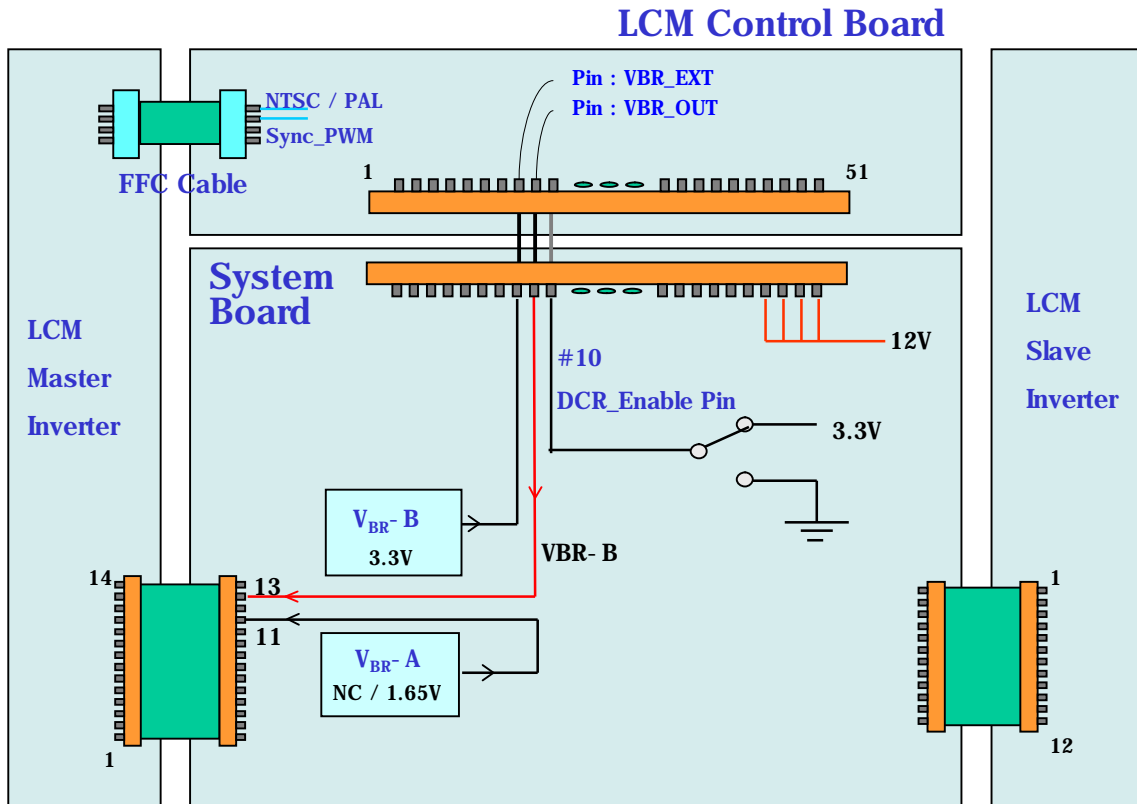 LCM Control Board
Pin : VBR_EXT
Pin : VBR_OUT
NTSC / PAL
Sync_PWM
FFC Cable
1
51
System
Board
LCM
Master
Inverter
LCM
Slave
Inverter
12V
#10
DCR_Enable Pin
3.3V
VBR- B
3.3V
VBR- B
14
13
11
VBR- A
NC / 1.65V
1
1
12